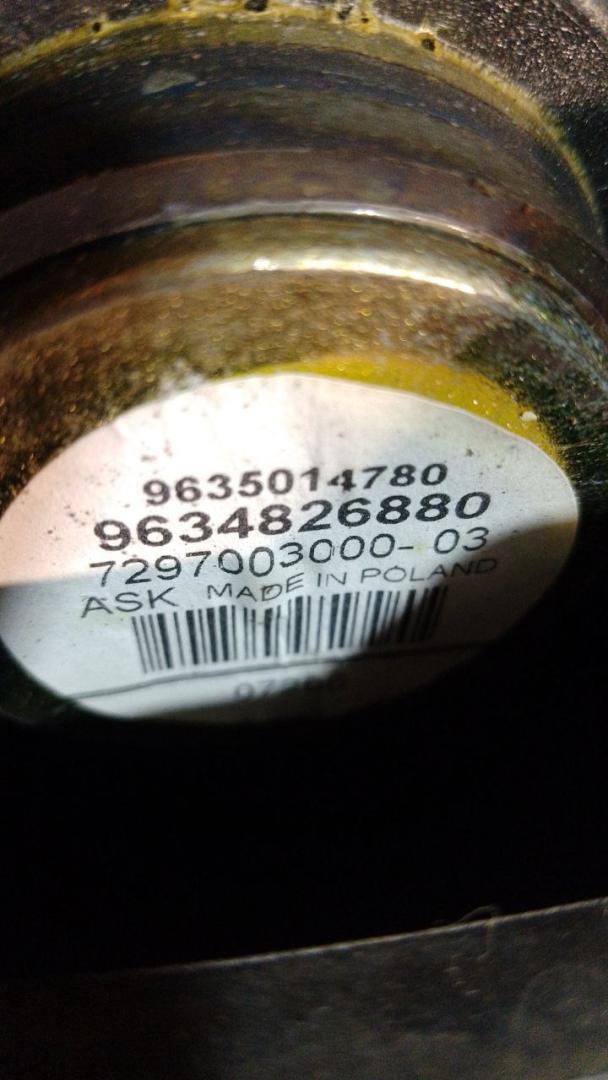 9635014780
9634826880
7297003000- 03
ASK MADE IN POLAND